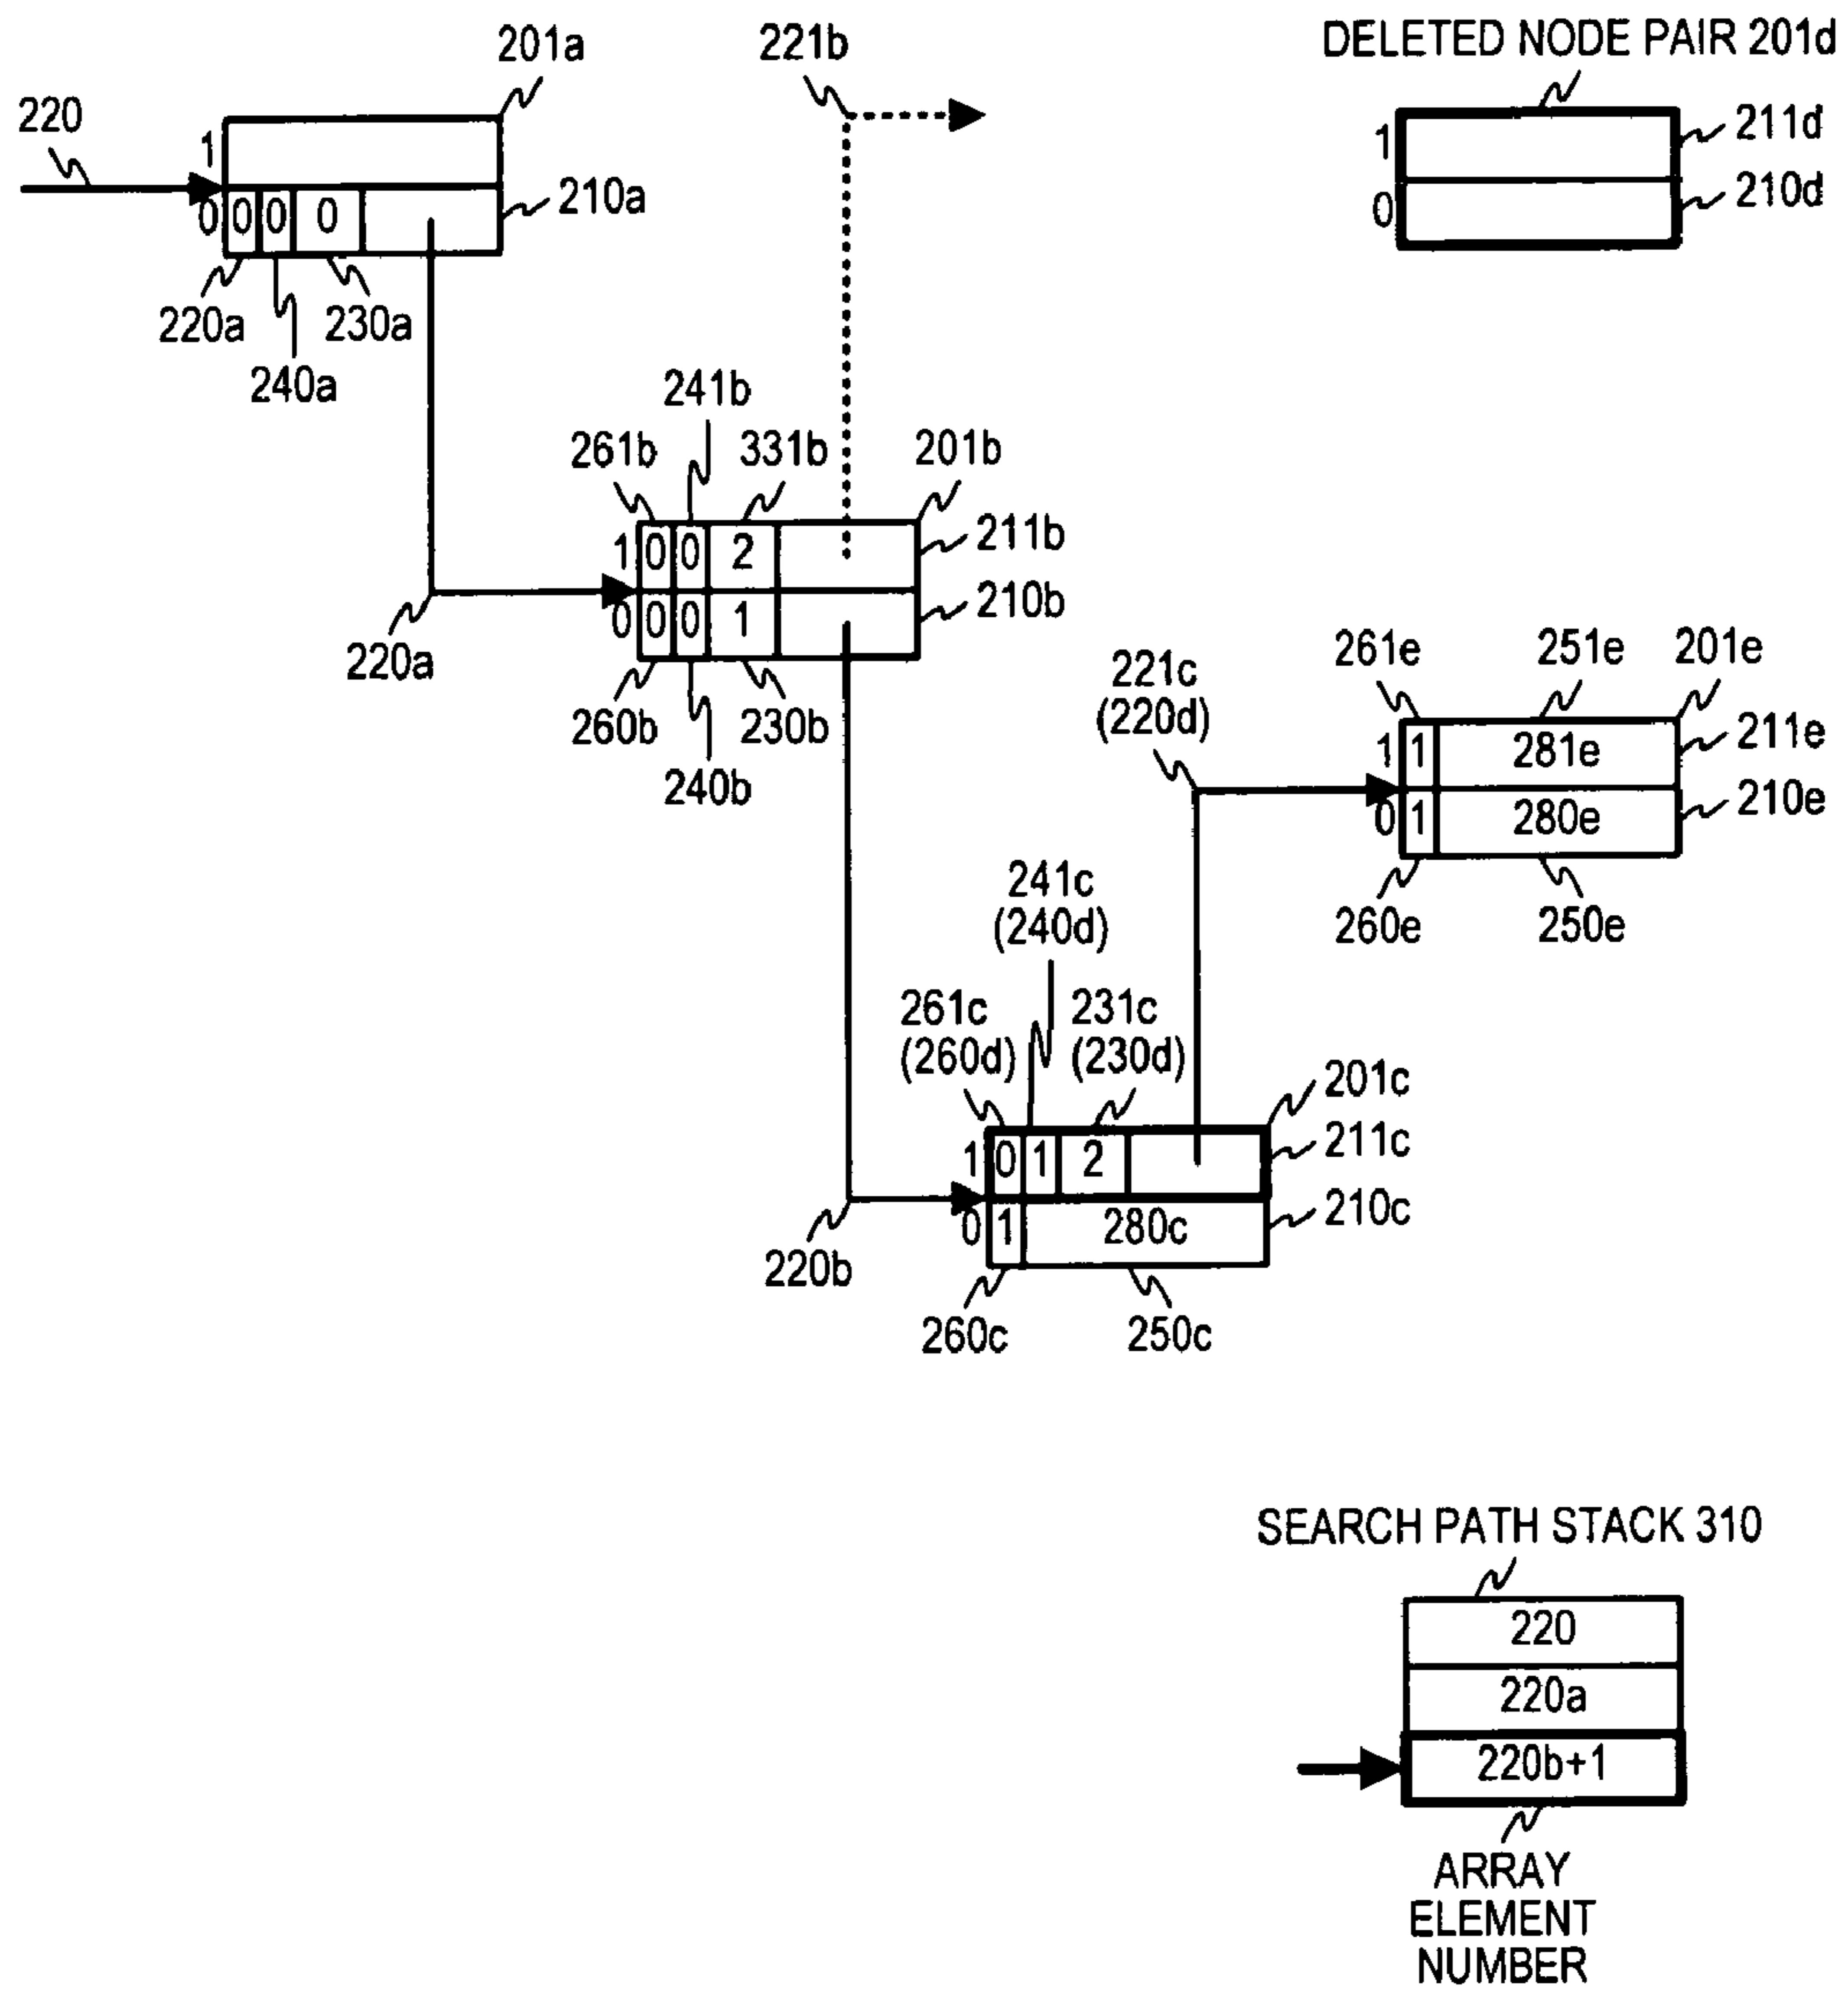 201a
221b
DELETED NODE PAIR 201d
220
1
0 0 0 0
210a
1
0
211d
210d
220a
240a
230a
241b
261b
331b
201b
1 0 0 2
211b
0 0 0 1
210b
220a
260b
240b
230b
221c
(220d)
261e
251e
201e
1 1 281e
211e
0 1 280e
210e
260e
250e
241c
(240d)
261c
(260d)
231c
(230d)
201c
1 0 1 2
211c
0 1 280c
210c
220b
260c
250c
SEARCH PATH STACK 310
220
220a
220b+1
ARRAY
ELEMENT
NUMBER